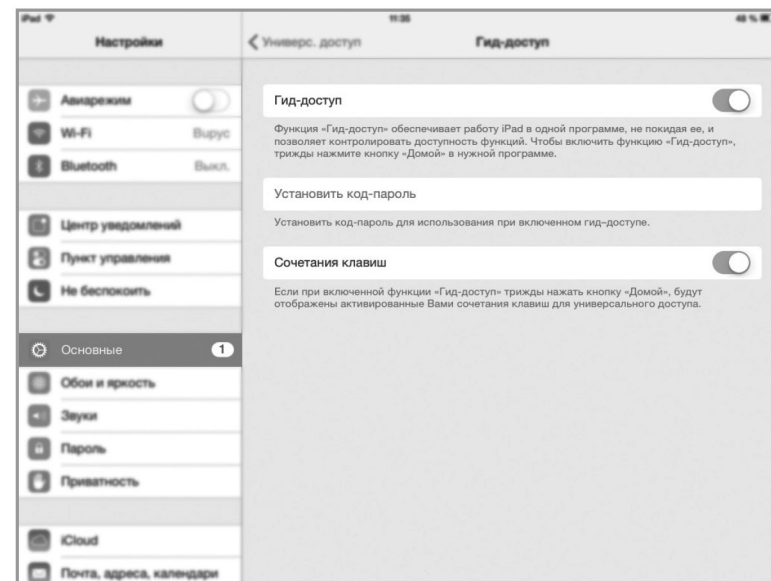 iPad 11:35 48 %
Настройки
Универс. доступ Гид-доступ
Авиарежим
Wi-Fi Вирус
Bluetooth Выкл.
Центр уведомлений
Пункт управления
Не беспокоить
Основные 1
Обои и яркость
Звуки
Пароль
Приватность
iCloud
Почта, адреса, календари
Гид-доступ
Функция «Гид-доступ» обеспечивает работу iPad в одной программе, не покидая ее, и
позволяет контролировать доступность функций. Чтобы включить функцию «Гид-доступ»,
трижды нажмите кнопку «Домой» в нужной программе.
Установить код-пароль
Установить код-пароль для использования при включенном гид-доступе.
Сочетания клавиш
Если при включенной функции «Гид-доступ» трижды нажать кнопку «Домой», будут
отображены активированные Вами сочетания клавиш для универсального доступа.